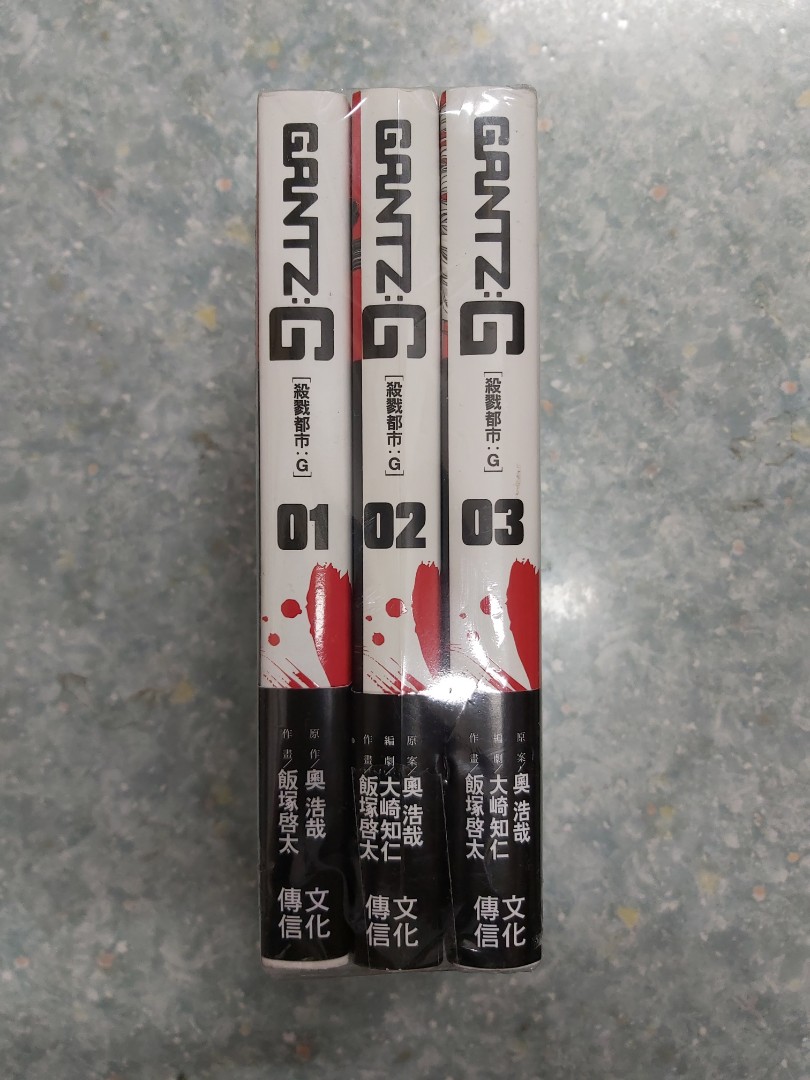 GANTZ:G
[殺戮都市:G]
01
原作/奧 浩哉
作畫/飯塚啓太
文化傳信
GANTZ:G
[殺戮都市:G]
02
原案/奧 浩哉
編劇/大崎知仁
作畫/飯塚啓太
文化傳信
GANTZ:G
[殺戮都市:G]
03
原案/奧 浩哉
編劇/大崎知仁
作畫/飯塚啓太
文化傳信